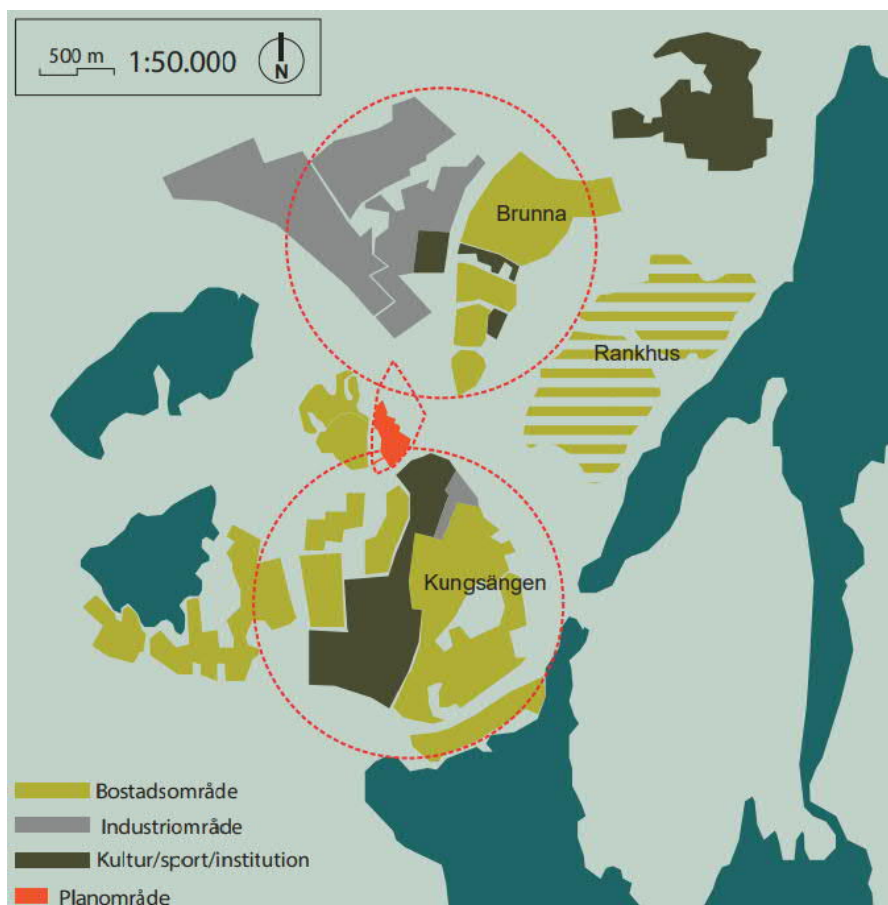 500 m 1:50.000 N
Brunna
Rankhus
Kungsängen
Bostadsområde
Industriområde
Kultur/sport/institution
Planområde